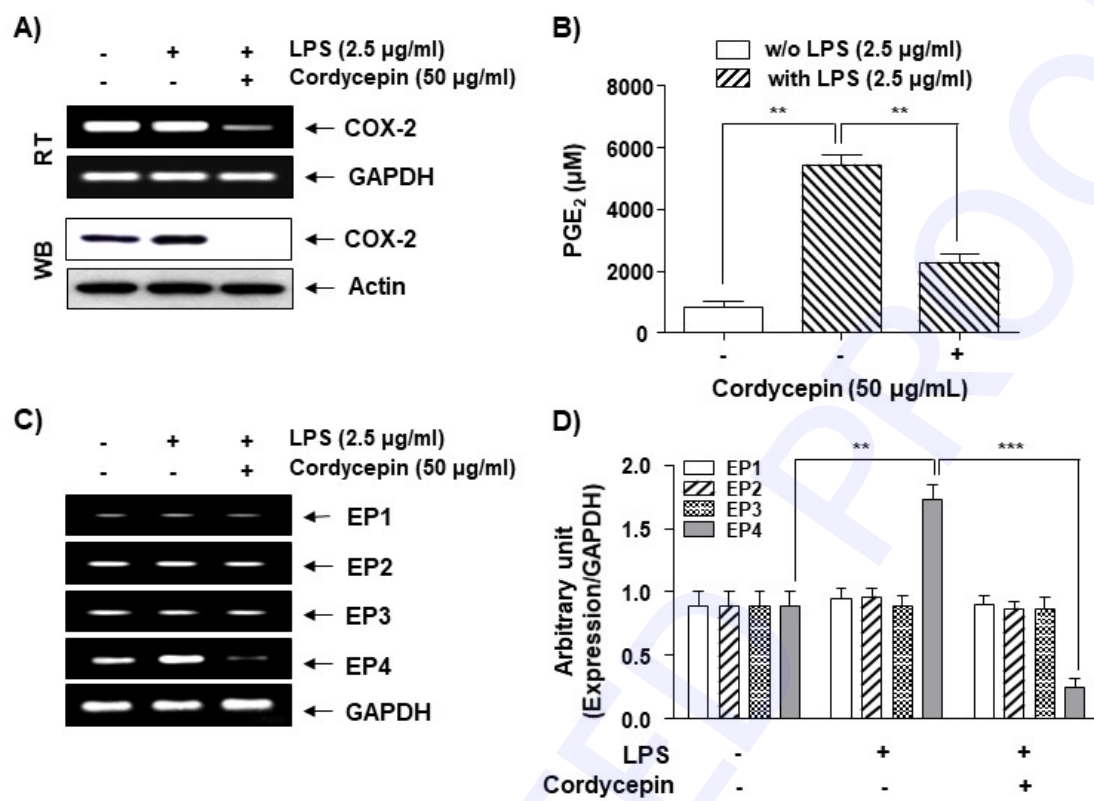 A)
- + + LPS (2.5 µg/ml)
- - + Cordycepin (50 µg/ml)
RT
COX-2
GAPDH
WB
COX-2
Actin
B)
w/o LPS (2.5 µg/ml)
with LPS (2.5 µg/ml)
PGE₂ (µM)
8000
6000
4000
2000
0
** **
- - +
Cordycepin (50 µg/mL)
C)
- + + LPS (2.5 µg/ml)
- - + Cordycepin (50 µg/ml)
EP1
EP2
EP3
EP4
GAPDH
D)
** ***
EP1
EP2
EP3
EP4
Arbitrary unit
(Expression/GAPDH)
2.0
1.5
1.0
0.5
0.0
LPS - + +
Cordycepin - - +